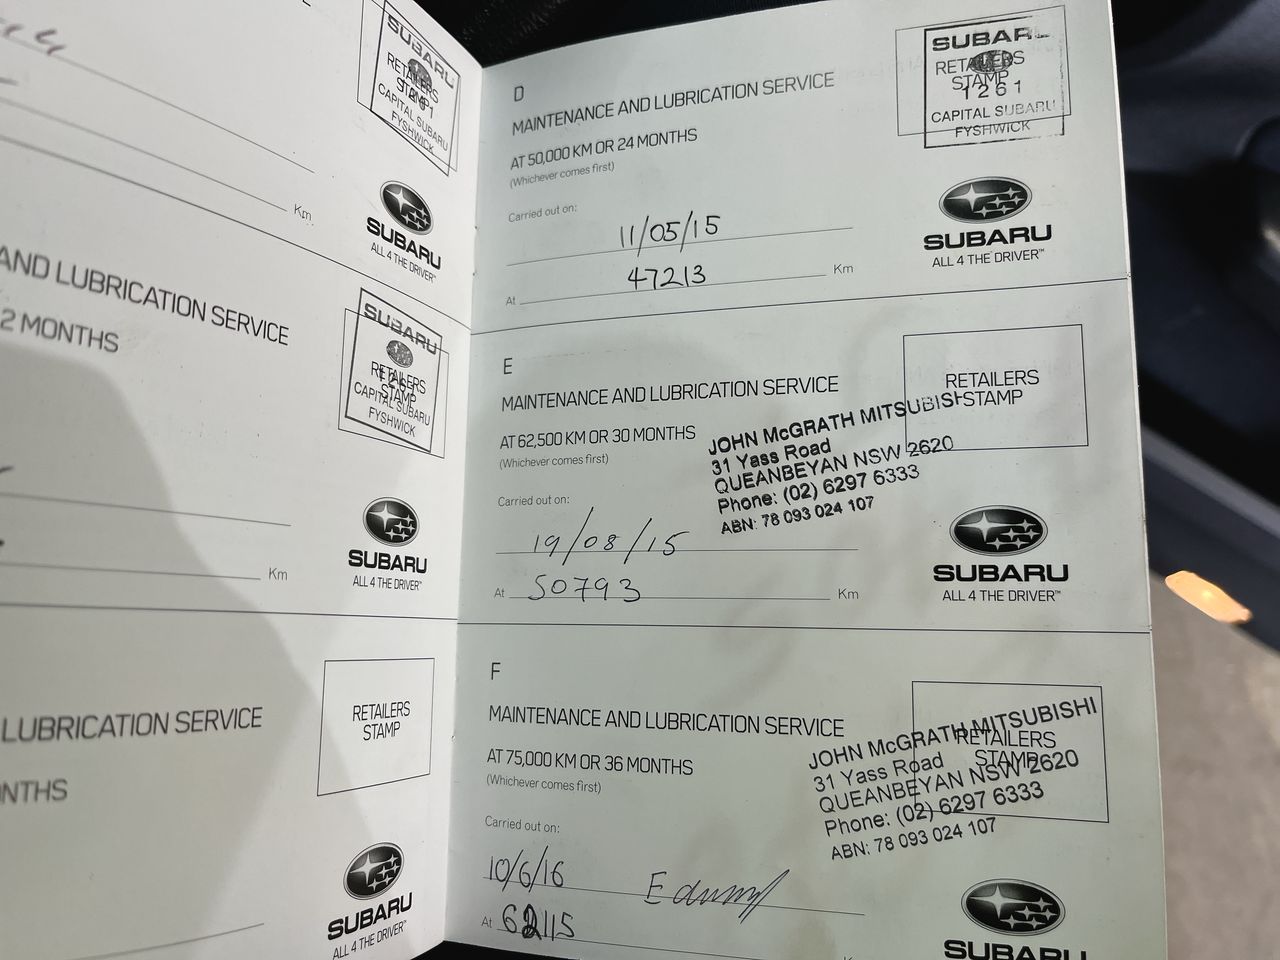 Km
SUBARU
RETAILERS
STAMP
CAPITAL SUBARU
FYSHWICK
SUBARU
ALL 4 THE DRIVER™
AND LUBRICATION SERVICE
2 MONTHS
Km
SUBARU
RETAILERS
STAMP
CAPITAL SUBARU
FYSHWICK
SUBARU
ALL 4 THE DRIVER™
LUBRICATION SERVICE
NTHS
RETAILERS
STAMP
SUBARU
ALL 4 THE DRIVER™
D
MAINTENANCE AND LUBRICATION SERVICE
AT 50,000 KM OR 24 MONTHS
(Whichever comes first)
Carried out on:
11/05/15
At 47213 Km
SUBARU
RETAILERS
STAMP
1261
CAPITAL SUBARU
FYSHWICK
SUBARU
ALL 4 THE DRIVER™
E
MAINTENANCE AND LUBRICATION SERVICE
AT 62,500 KM OR 30 MONTHS
(Whichever comes first)
Carried out on:
19/08/15
At 50793 Km
RETAILERS
STAMP
JOHN McGRATH MITSUBISHI
31 Yass Road
QUEANBEYAN NSW 2620
Phone: (02) 6297 6333
ABN: 78 093 024 107
SUBARU
ALL 4 THE DRIVER™
F
MAINTENANCE AND LUBRICATION SERVICE
AT 75,000 KM OR 36 MONTHS
(Whichever comes first)
Carried out on:
10/6/16
At 62115
RETAILERS
STAMP
JOHN McGRATH MITSUBISHI
31 Yass Road
QUEANBEYAN NSW 2620
Phone: (02) 6297 6333
ABN: 78 093 024 107
SUBARU